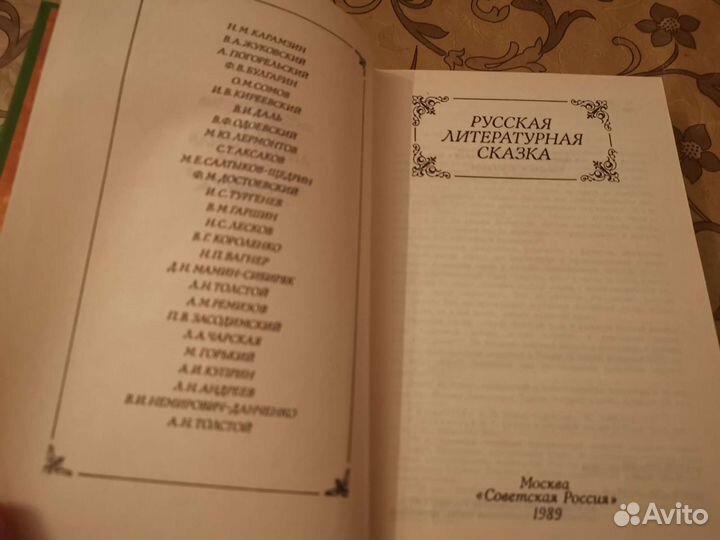 Н. М. КАРАМЗИН
В. А. ЖУКОВСКИЙ
А. ПОГОРЕЛЬСКИЙ
Ф. В. БУЛГАРИН
О. М. СОМОВ
И. В. КИРЕЕВСКИЙ
В. И. ДАЛЬ
В. Ф. ОДОЕВСКИЙ
М. Ю. ЛЕРМОНТОВ
С. Т. АКСАКОВ
М. Е. САЛТЫКОВ-ЩЕДРИН
Ф. М. ДОСТОЕВСКИЙ
И. С. ТУРГЕНЕВ
В. М. ГАРШИН
Н. С. ЛЕСКОВ
В. Г. КОРОЛЕНКО
Н. П. ВАГНЕР
Д. Н. МАМИН-СИБИРЯК
Л. Н. ТОЛСТОЙ
А. М. РЕМИЗОВ
П. В. ЗАСОДИМСКИЙ
Л. А. ЧАРСКАЯ
М. ГОРЬКИЙ
А. И. КУПРИН
Л. Н. АНДРЕЕВ
В. И. НЕМИРОВИЧ-ДАНЧЕНКО
А. Н. ТОЛСТОЙ
РУССКАЯ
ЛИТЕРАТУРНАЯ
СКАЗКА
Москва
«Советская Россия»
1989
Avito